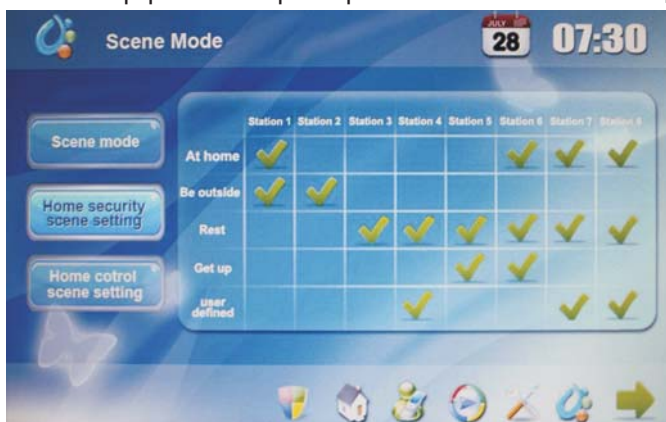 Scene Mode
JULY
28
07:30
Station 1 Station 2 Station 3 Station 4 Station 5 Station 6 Station 7 Station 8
Scene mode
At home
Be outside
Home security
scene setting
Rest
Get up
Home cotrol
scene setting
user
defined